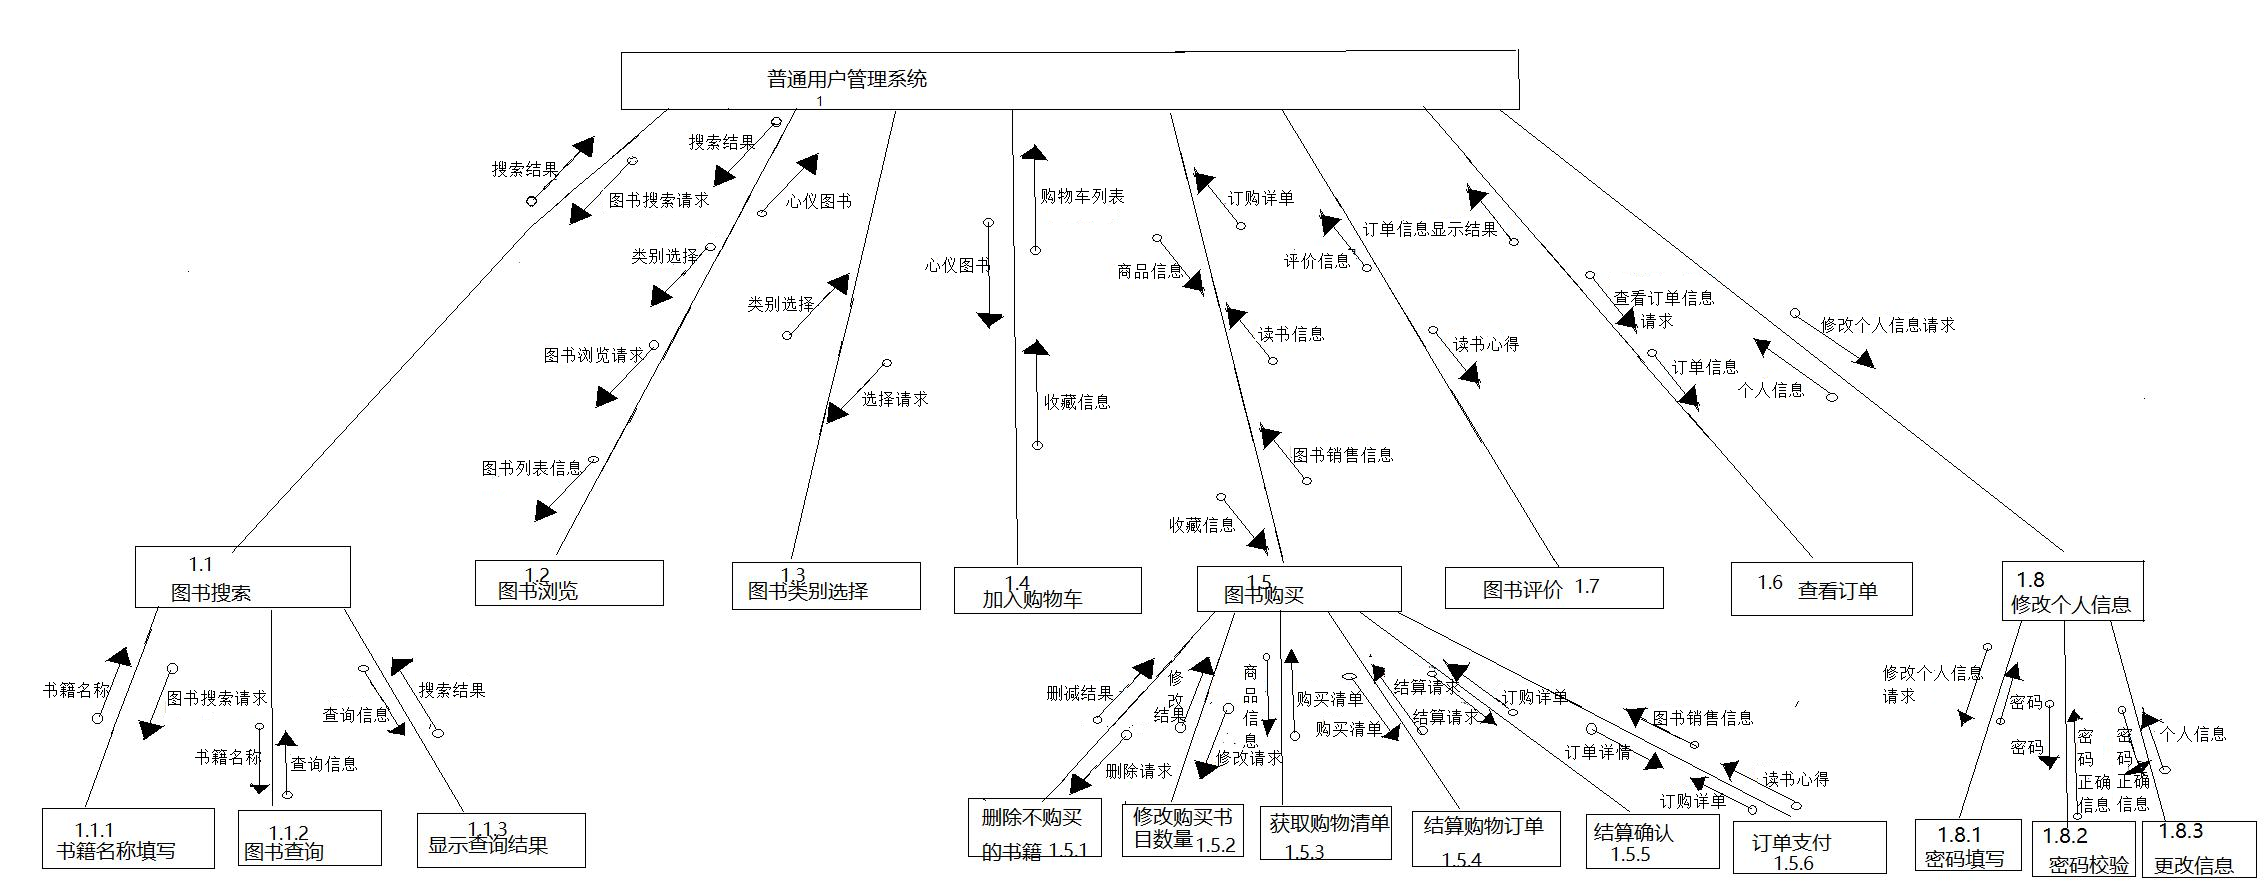 普通用户管理系统
1
搜索结果
图书搜索请求
搜索结果
心仪图书
类别选择
图书浏览请求
图书列表信息
类别选择
选择请求
购物车列表
心仪图书
收藏信息
订购详单
商品信息
读书信息
图书销售信息
收藏信息
评价信息
读书心得
订单信息显示结果
查看订单信息
请求
订单信息
修改个人信息请求
个人信息
1.1
图书搜索
1.2
图书浏览
1.3
图书类别选择
1.4
加入购物车
1.5
图书购买
图书评价 1.7
1.6 查看订单
1.8
修改个人信息
书籍名称
图书搜索请求
书籍名称
查询信息
查询信息
搜索结果
删减结果
删除请求
修
改
结果
修改请求
商
品
信
息
购买清单
购买清单
结算请求
结算请求
订购详单
订单详情
图书销售信息
订购详单
读书心得
修改个人信息
请求
密码
密码
密
码
正确
信息
密
码
正确
信息
个人信息
1.1.1
书籍名称填写
1.1.2
图书查询
1.1.3
显示查询结果
删除不购买
的书籍 1.5.1
修改购买书
目数量 1.5.2
获取购物清单
1.5.3
结算购物订单
1.5.4
结算确认
1.5.5
订单支付
1.5.6
1.8.1
密码填写
1.8.2
密码校验
1.8.3
更改信息